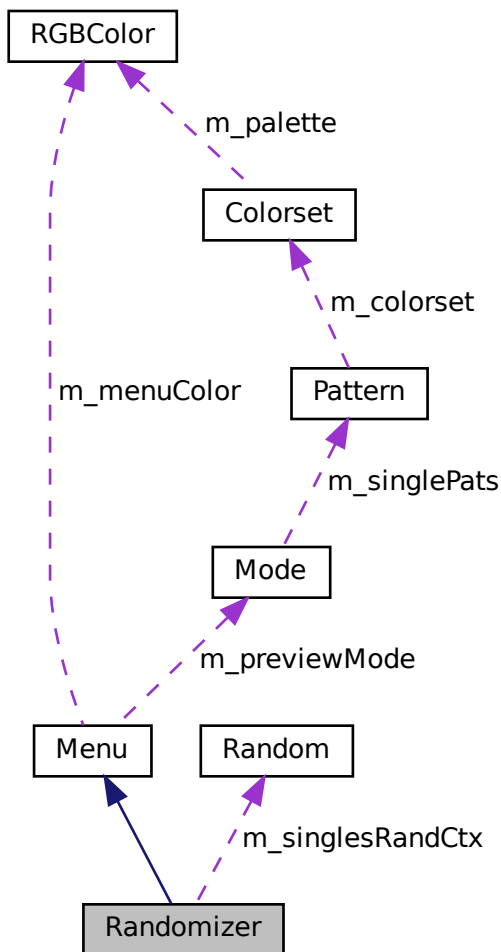 RGBColor
m_palette
Colorset
m_colorset
m_menuColor
Pattern
m_singlePats
Mode
m_previewMode
Menu
Random
m_singlesRandCtx
Randomizer